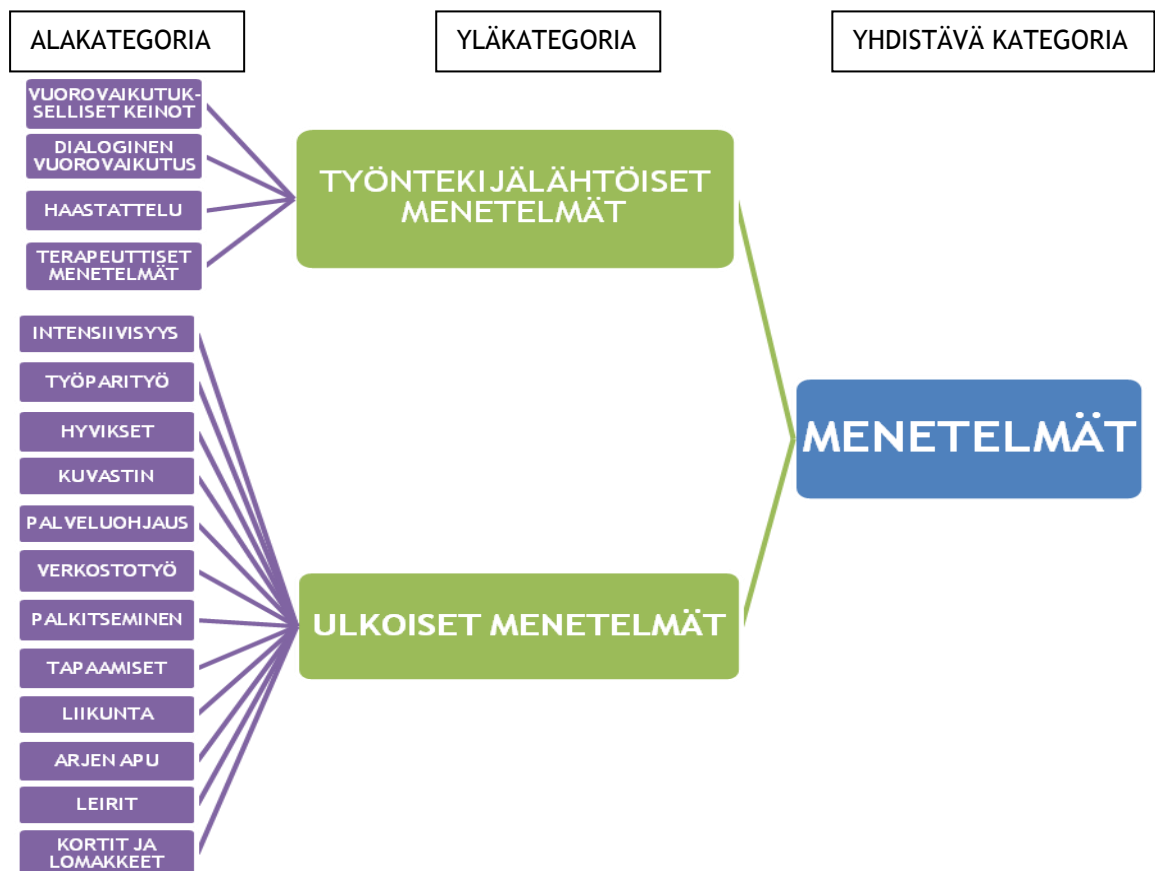 ALAKATEGORIA
YLÄKATEGORIA
YHDISTÄVÄ KATEGORIA
VUOROVAIKUTUK-
SELLISET KEINOT
DIALOGINEN
VUOROVAIKUTUS
HAASTATTELU
TERAPEUTTISET
MENETELMÄT
TYÖNTEKIJÄLÄHTÖISET
MENETELMÄT
INTENSIIVISYYS
TYÖPARITYÖ
HYVIKSET
KUVASTIN
PALVELUOHJAUS
VERKOSTOTYÖ
PALKITSEMINEN
TAPAAMISET
LIIKUNTA
ARJEN APU
LEIRIT
KORTIT JA
LOMAKKEET
ULKOISET MENETELMÄT
MENETELMÄT